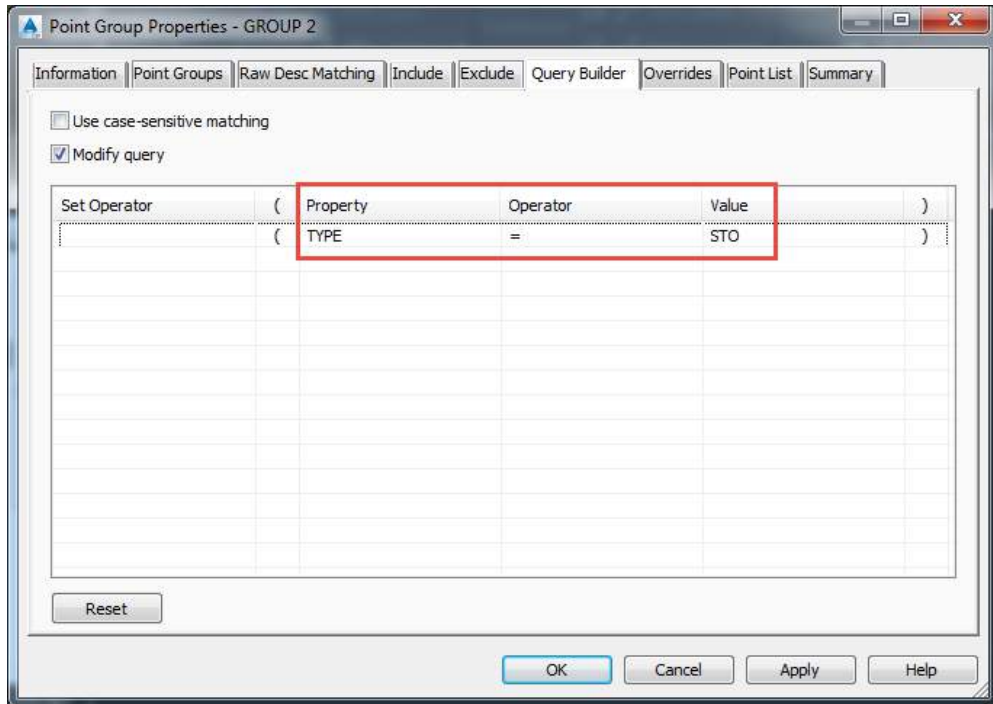 Point Group Properties - GROUP 2
Information Point Groups Raw Desc Matching Include Exclude Query Builder Overrides Point List Summary
Use case-sensitive matching
Modify query
Set Operator ( Property Operator Value )
( TYPE = STO )
Reset
OK Cancel Apply Help